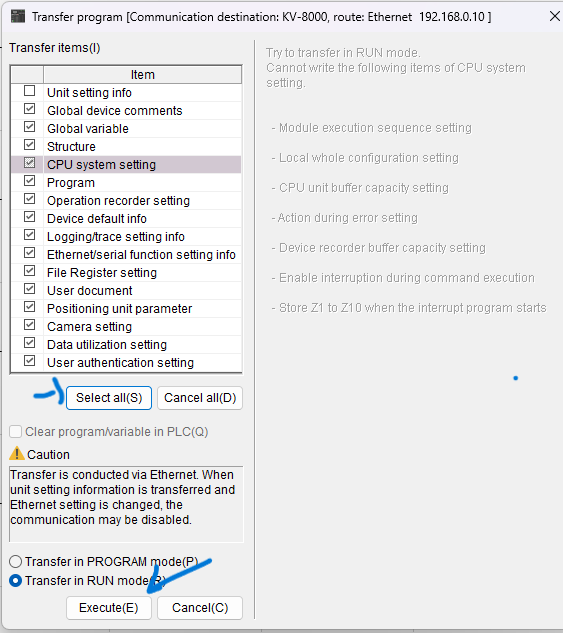 Transfer program [Communication destination: KV-8000, route: Ethernet 192.168.0.10 ]
Transfer items(I)
Item
Unit setting info
Global device comments
Global variable
Structure
CPU system setting
Program
Operation recorder setting
Device default info
Logging/trace setting info
Ethernet/serial function setting info
File Register setting
User document
Positioning unit parameter
Camera setting
Data utilization setting
User authentication setting
Select all(S)
Cancel all(D)
Clear program/variable in PLC(Q)
Caution
Transfer is conducted via Ethernet. When
unit setting information is transferred and
Ethernet setting is changed, the
communication may be disabled.
Transfer in PROGRAM mode(P)
Transfer in RUN mode(R)
Execute(E)
Cancel(C)
Try to transfer in RUN mode.
Cannot write the following items of CPU system
setting.
- Module execution sequence setting
- Local whole configuration setting
- CPU unit buffer capacity setting
- Action during error setting
- Device recorder buffer capacity setting
- Enable interruption during command execution
- Store Z1 to Z10 when the interrupt program starts